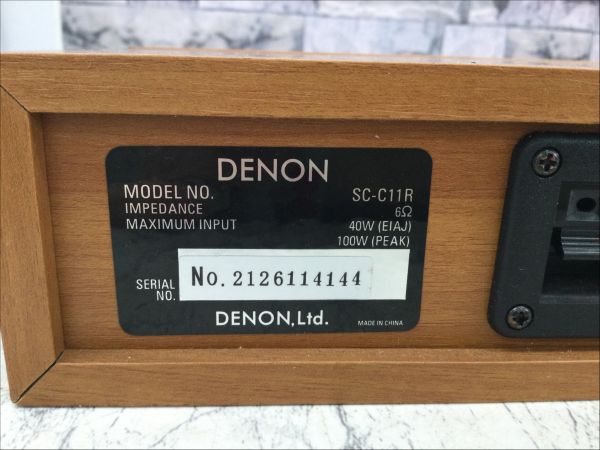 DENON
MODEL NO. SC-C11R
IMPEDANCE 6Ω
MAXIMUM INPUT 40W (EIAJ)
100W (PEAK)
SERIAL NO. No. 2126114144
DENON, Ltd. MADE IN CHINA